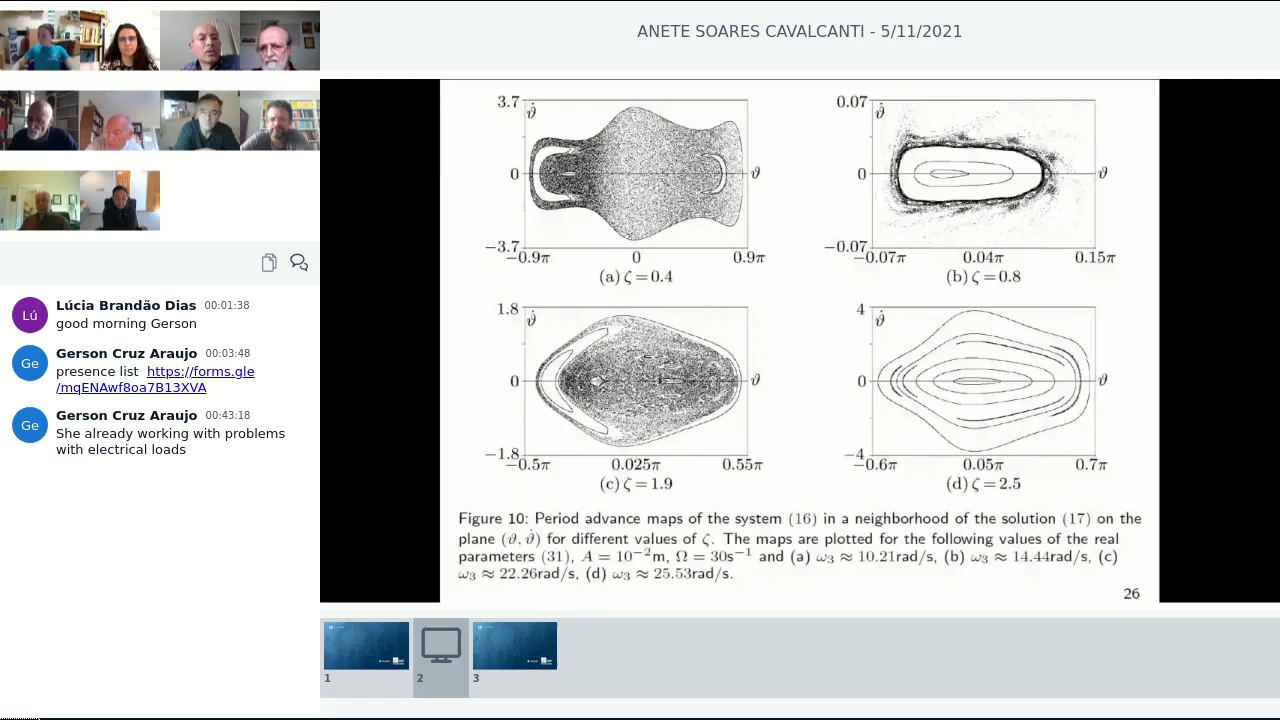 ANETE SOARES CAVALCANTI - 5/11/2021
Lú
Lúcia Brandão Dias 00:01:38
good morning Gerson
Ge
Gerson Cruz Araujo 00:03:48
presence list https://forms.gle
/mqENAwf8oa7B13XVA
Ge
Gerson Cruz Araujo 00:43:18
She already working with problems
with electrical loads
3.7
ϑ̇
0
ϑ
−3.7
−0.9π 0 0.9π
(a) ζ = 0.4
0.07
ϑ̇
0
ϑ
−0.07
−0.07π 0.04π 0.15π
(b) ζ = 0.8
1.8
ϑ̇
0
ϑ
−1.8
−0.5π 0.025π 0.55π
(c) ζ = 1.9
4
ϑ̇
0
ϑ
−4
−0.6π 0.05π 0.7π
(d) ζ = 2.5
Figure 10: Period advance maps of the system (16) in a neighborhood of the solution (17) on the
plane (ϑ, ϑ̇) for different values of ζ. The maps are plotted for the following values of the real
parameters (31), A = 10⁻²m, Ω = 30s⁻¹ and (a) ω₃ ≈ 10.21rad/s, (b) ω₃ ≈ 14.44rad/s, (c)
ω₃ ≈ 22.26rad/s, (d) ω₃ ≈ 25.53rad/s.
26
1
2
3